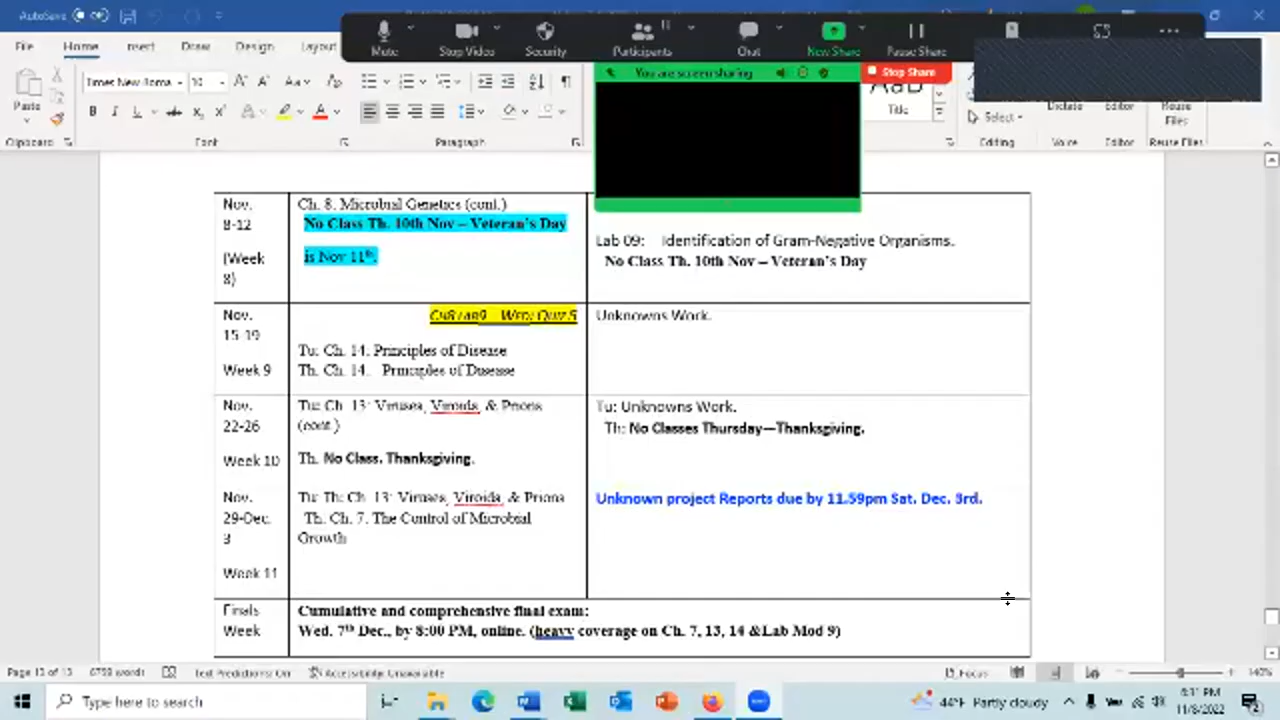 AutoSave
File Home Insert Draw Design Layout
Mute Stop Video Security Participants 11 Chat New Share Pause Share
You are screen sharing Stop Share
Times New Roma 10
Paste
Title
Select
Dictate Editor Reuse Files
Clipboard Font Paragraph Editing Voice Editor Reuse Files
Nov. 8-12
(Week 8)
Ch. 8. Microbial Genetics (cont.)
No Class Th. 10th Nov – Veteran's Day
is Nov 11th.
Lab 09: Identification of Gram-Negative Organisms.
No Class Th. 10th Nov – Veteran's Day
Nov. 15-19
Week 9
Quiz 5
Tu: Ch. 14: Principles of Disease
Th. Ch. 14. Principles of Disease
Unknowns Work.
Nov. 22-26
Week 10
Tu: Ch. 13: Viruses, Viroids, & Prions
(cont.)
Th. No Class. Thanksgiving.
Tu: Unknowns Work.
Th: No Classes Thursday—Thanksgiving.
Nov. 29-Dec. 3
Week 11
Tu: Th: Ch. 13: Viruses, Viroids, & Prions
Th. Ch. 7. The Control of Microbial
Growth
Unknown project Reports due by 11.59pm Sat. Dec. 3rd.
Finals Week
Cumulative and comprehensive final exam:
Wed. 7th Dec., by 8:00 PM, online. (heavy coverage on Ch. 7, 13, 14 &Lab Mod 9)
Page 13 of 13 6753 words Text Predictions: On Accessibility: Unavailable Focus 140%
Type here to search
44°F Partly cloudy
11/8/2022